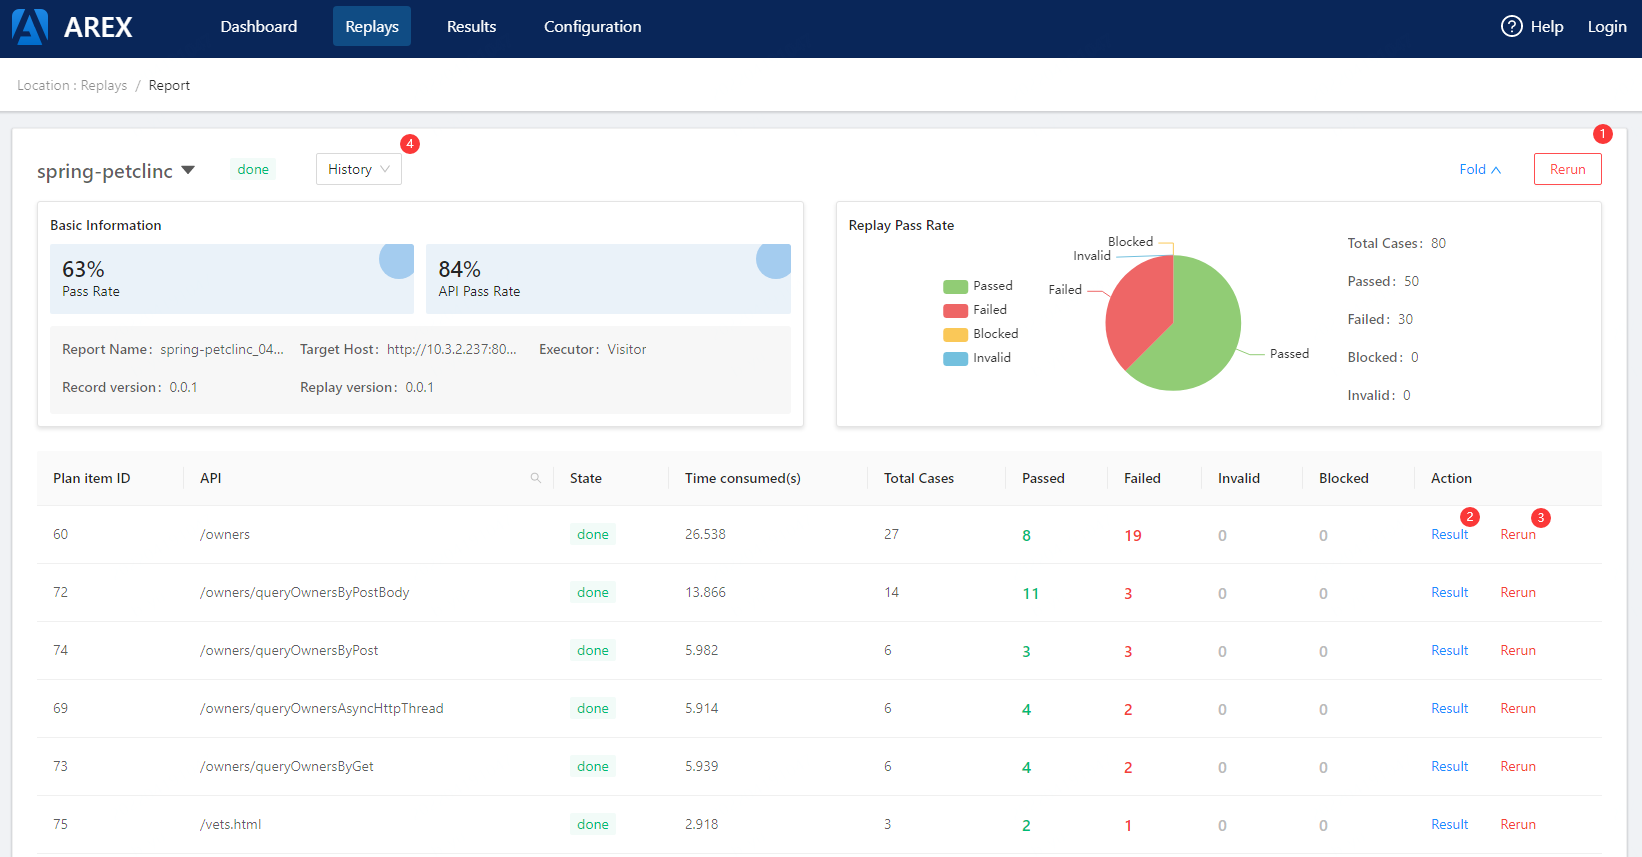 AREX Dashboard Replays Results Configuration Help Login
Location : Replays / Report
4 1
spring-petclinc done History Fold Rerun
Basic Information
63%
Pass Rate
84%
API Pass Rate
Report Name: spring-petclinc_04... Target Host: http://10.3.2.237:80... Executor: Visitor
Record version: 0.0.1 Replay version: 0.0.1
Replay Pass Rate
Passed
Failed
Blocked
Invalid
Blocked
Invalid
Failed
Passed
Total Cases: 80
Passed: 50
Failed: 30
Blocked: 0
Invalid: 0
Plan item ID API State Time consumed(s) Total Cases Passed Failed Invalid Blocked Action
2 3
60 /owners done 26.538 27 8 19 0 0 Result Rerun
72 /owners/queryOwnersByPostBody done 13.866 14 11 3 0 0 Result Rerun
74 /owners/queryOwnersByPost done 5.982 6 3 3 0 0 Result Rerun
69 /owners/queryOwnersAsyncHttpThread done 5.914 6 4 2 0 0 Result Rerun
73 /owners/queryOwnersByGet done 5.939 6 4 2 0 0 Result Rerun
75 /vets.html done 2.918 3 2 1 0 0 Result Rerun